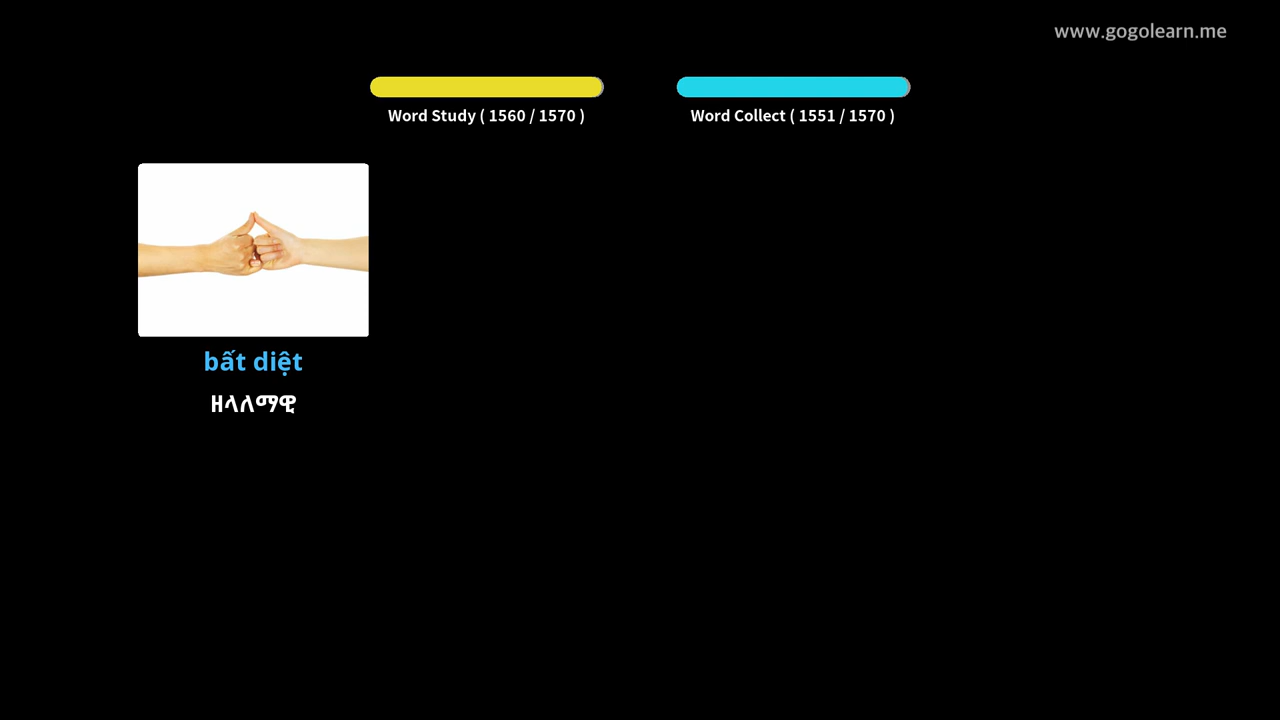 www.gogolearn.me
Word Study ( 1560 / 1570 )
Word Collect ( 1551 / 1570 )
bất diệt
ዘላለማዊ